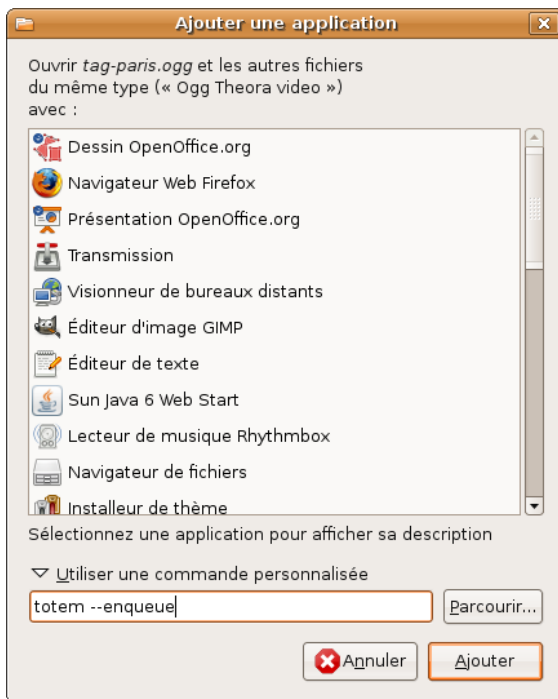 Ajouter une application
Ouvrir tag-paris.ogg et les autres fichiers
du même type (« Ogg Theora video »)
avec :
Dessin OpenOffice.org
Navigateur Web Firefox
Présentation OpenOffice.org
Transmission
Visionneur de bureaux distants
Éditeur d'image GIMP
Éditeur de texte
Sun Java 6 Web Start
Lecteur de musique Rhythmbox
Navigateur de fichiers
Installeur de thème
Sélectionnez une application pour afficher sa description
Utiliser une commande personnalisée
totem --enqueue
Parcourir...
Annuler
Ajouter